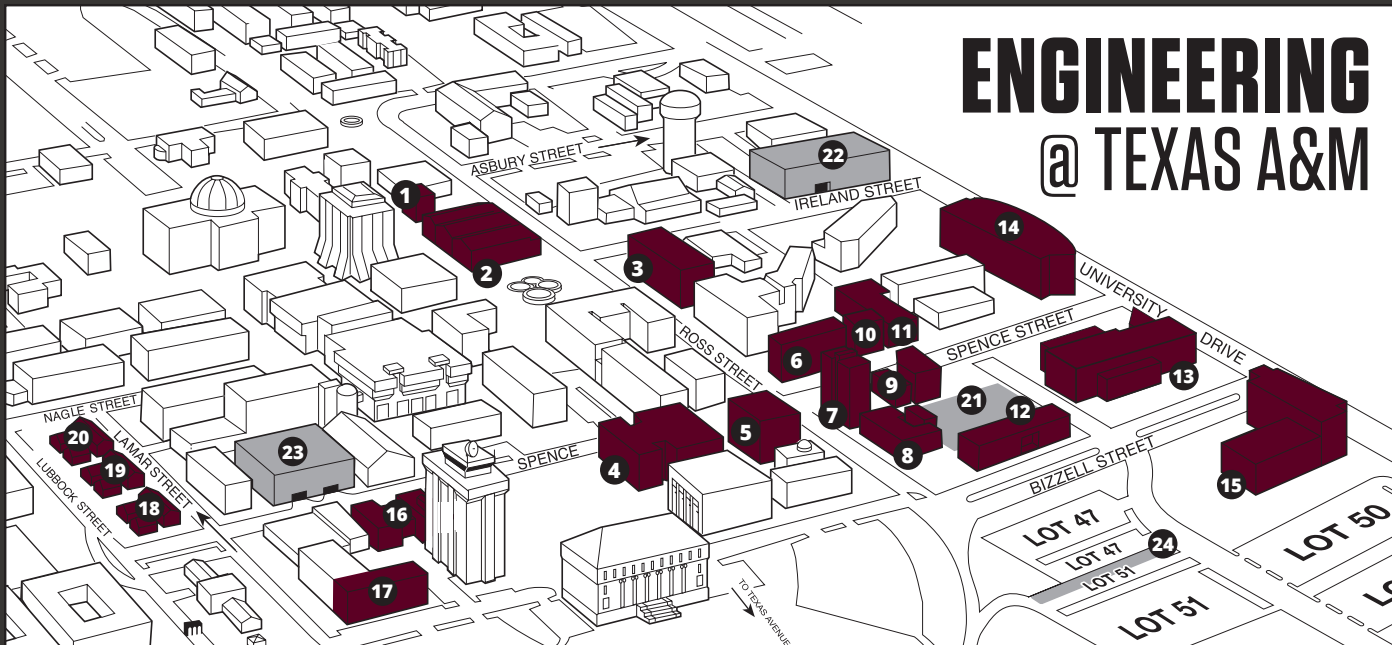 ENGINEERING
@ TEXAS A&M
ASBURY STREET
22
IRELAND STREET
1
14
2
3
UNIVERSITY DRIVE
ROSS STREET
10
11
SPENCE STREET
6
9
13
21
12
7
NAGLE STREET
5
20
LAMAR STREET
23
SPENCE
4
8
BIZZELL STREET
19
LUBBOCK STREET
15
18
16
LOT 47
LOT 50
LOT 47
24
LOT 51
17
TO TEXAS AVENUE
LOT 51